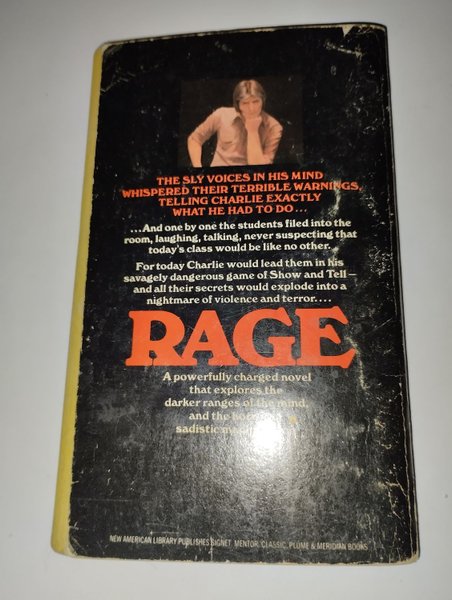 THE SLY VOICES IN HIS MIND
WHISPERED THEIR TERRIBLE WARNINGS,
TELLING CHARLIE EXACTLY
WHAT HE HAD TO DO...
...And one by one the students filed into the
room, laughing, talking, never suspecting that
today's class would be like no other.
For today Charlie would lead them in his
savagely dangerous game of Show and Tell—
and all their secrets would explode into a
nightmare of violence and terror....
RAGE
A powerfully charged novel
that explores the
darker ranges of the mind,
and the
sadistic
NEW AMERICAN LIBRARY PUBLISHES SIGNET, MENTOR, CLASSIC, PLUME & MERIDIAN BOOKS